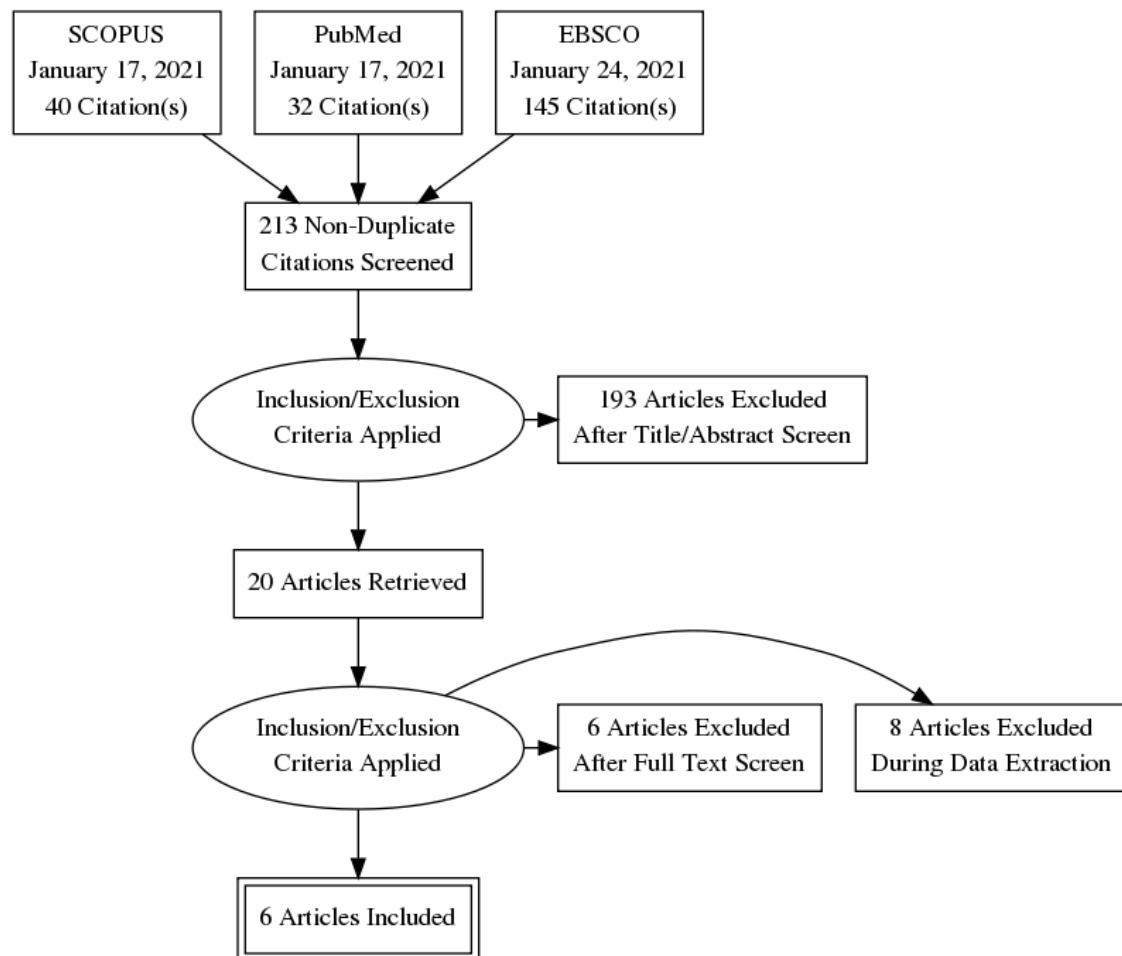 SCOPUS
January 17, 2021
40 Citation(s)
PubMed
January 17, 2021
32 Citation(s)
EBSCO
January 24, 2021
145 Citation(s)
213 Non-Duplicate
Citations Screened
Inclusion/Exclusion
Criteria Applied
193 Articles Excluded
After Title/Abstract Screen
20 Articles Retrieved
Inclusion/Exclusion
Criteria Applied
6 Articles Excluded
After Full Text Screen
8 Articles Excluded
During Data Extraction
6 Articles Included